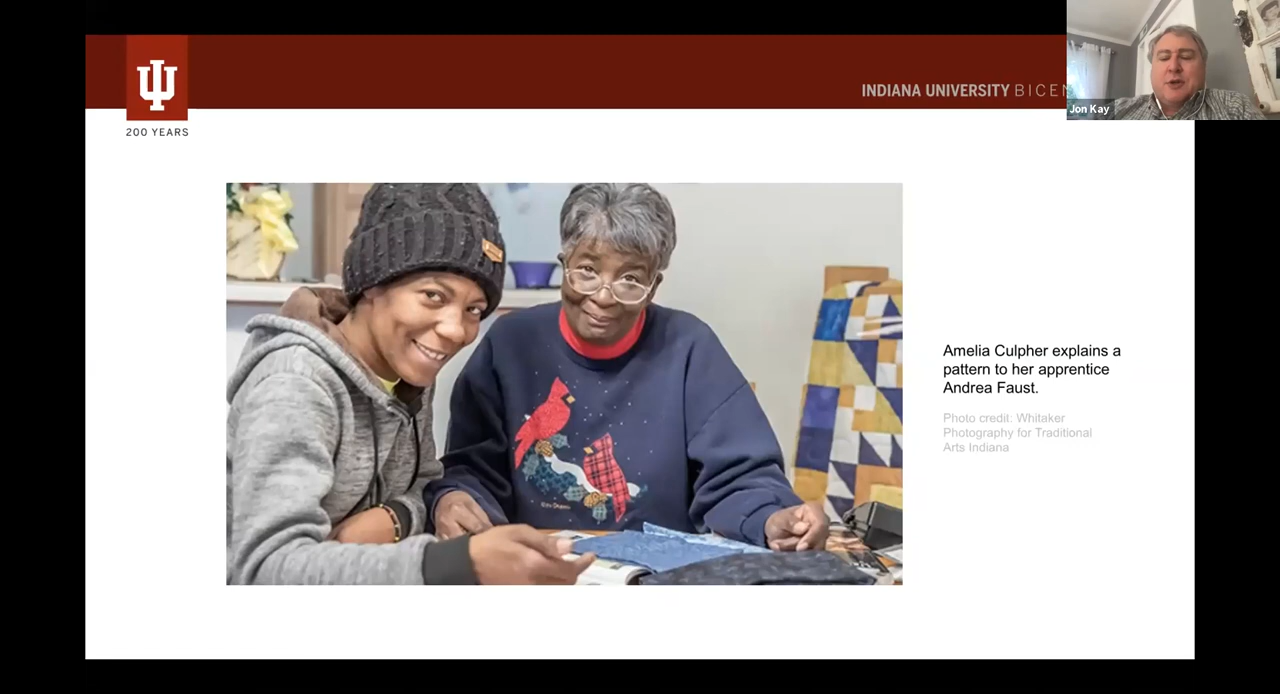 INDIANA UNIVERSITY
200 YEARS
Jon Kay
Amelia Culpher explains a
pattern to her apprentice
Andrea Faust.
Photo credit: Whitaker
Photography for Traditional
Arts Indiana